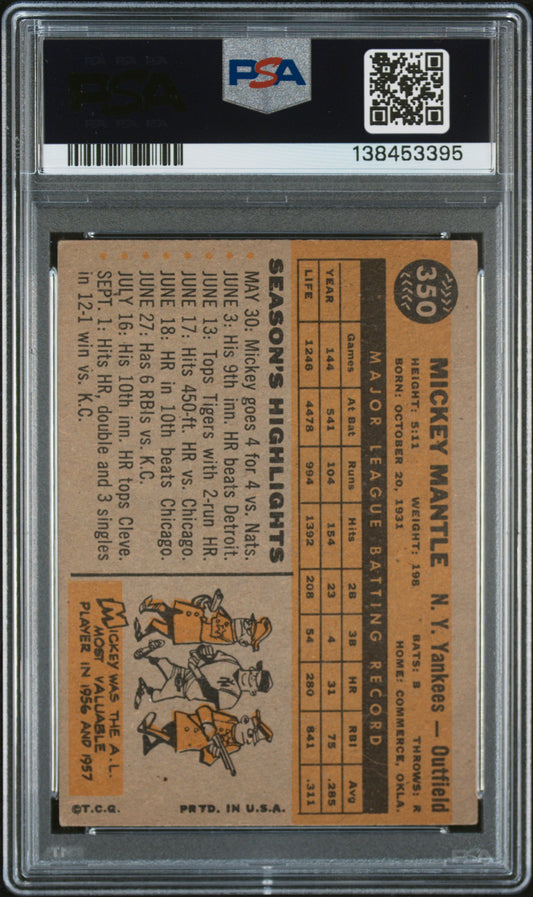 PSA
PSA
138453395
350
MICKEY MANTLE N. Y. Yankees — Outfield
HEIGHT: 5:11 WEIGHT: 198 BATS: B THROWS: R
BORN: OCTOBER 20, 1931 HOME: COMMERCE, OKLA.
MAJOR LEAGUE BATTING RECORD
Games At Bat Runs Hits 2B 3B HR RBI Avg
YEAR 144 541 104 154 23 4 31 75 .285
LIFE 1246 4478 994 1392 208 54 280 841 .311
SEASON'S HIGHLIGHTS
• MAY 30: Mickey goes 4 for 4 vs. Nats.
• JUNE 3: His 9th inn. HR beats Detroit.
• JUNE 13: Tops Tigers with 2-run HR.
• JUNE 17: Hits 450-ft. HR vs. Chicago.
• JUNE 18: HR in 10th beats Chicago.
• JUNE 27: Has 6 RBIs vs. K.C.
• JULY 16: His 10th inn. HR tops Cleve.
• SEPT. 1: Hits HR, double and 3 singles
in 12-1 win vs. K.C.
MICKEY WAS THE A.L.
MOST VALUABLE
PLAYER IN 1956 AND 1957
©T.C.G. PRTD. IN U.S.A.